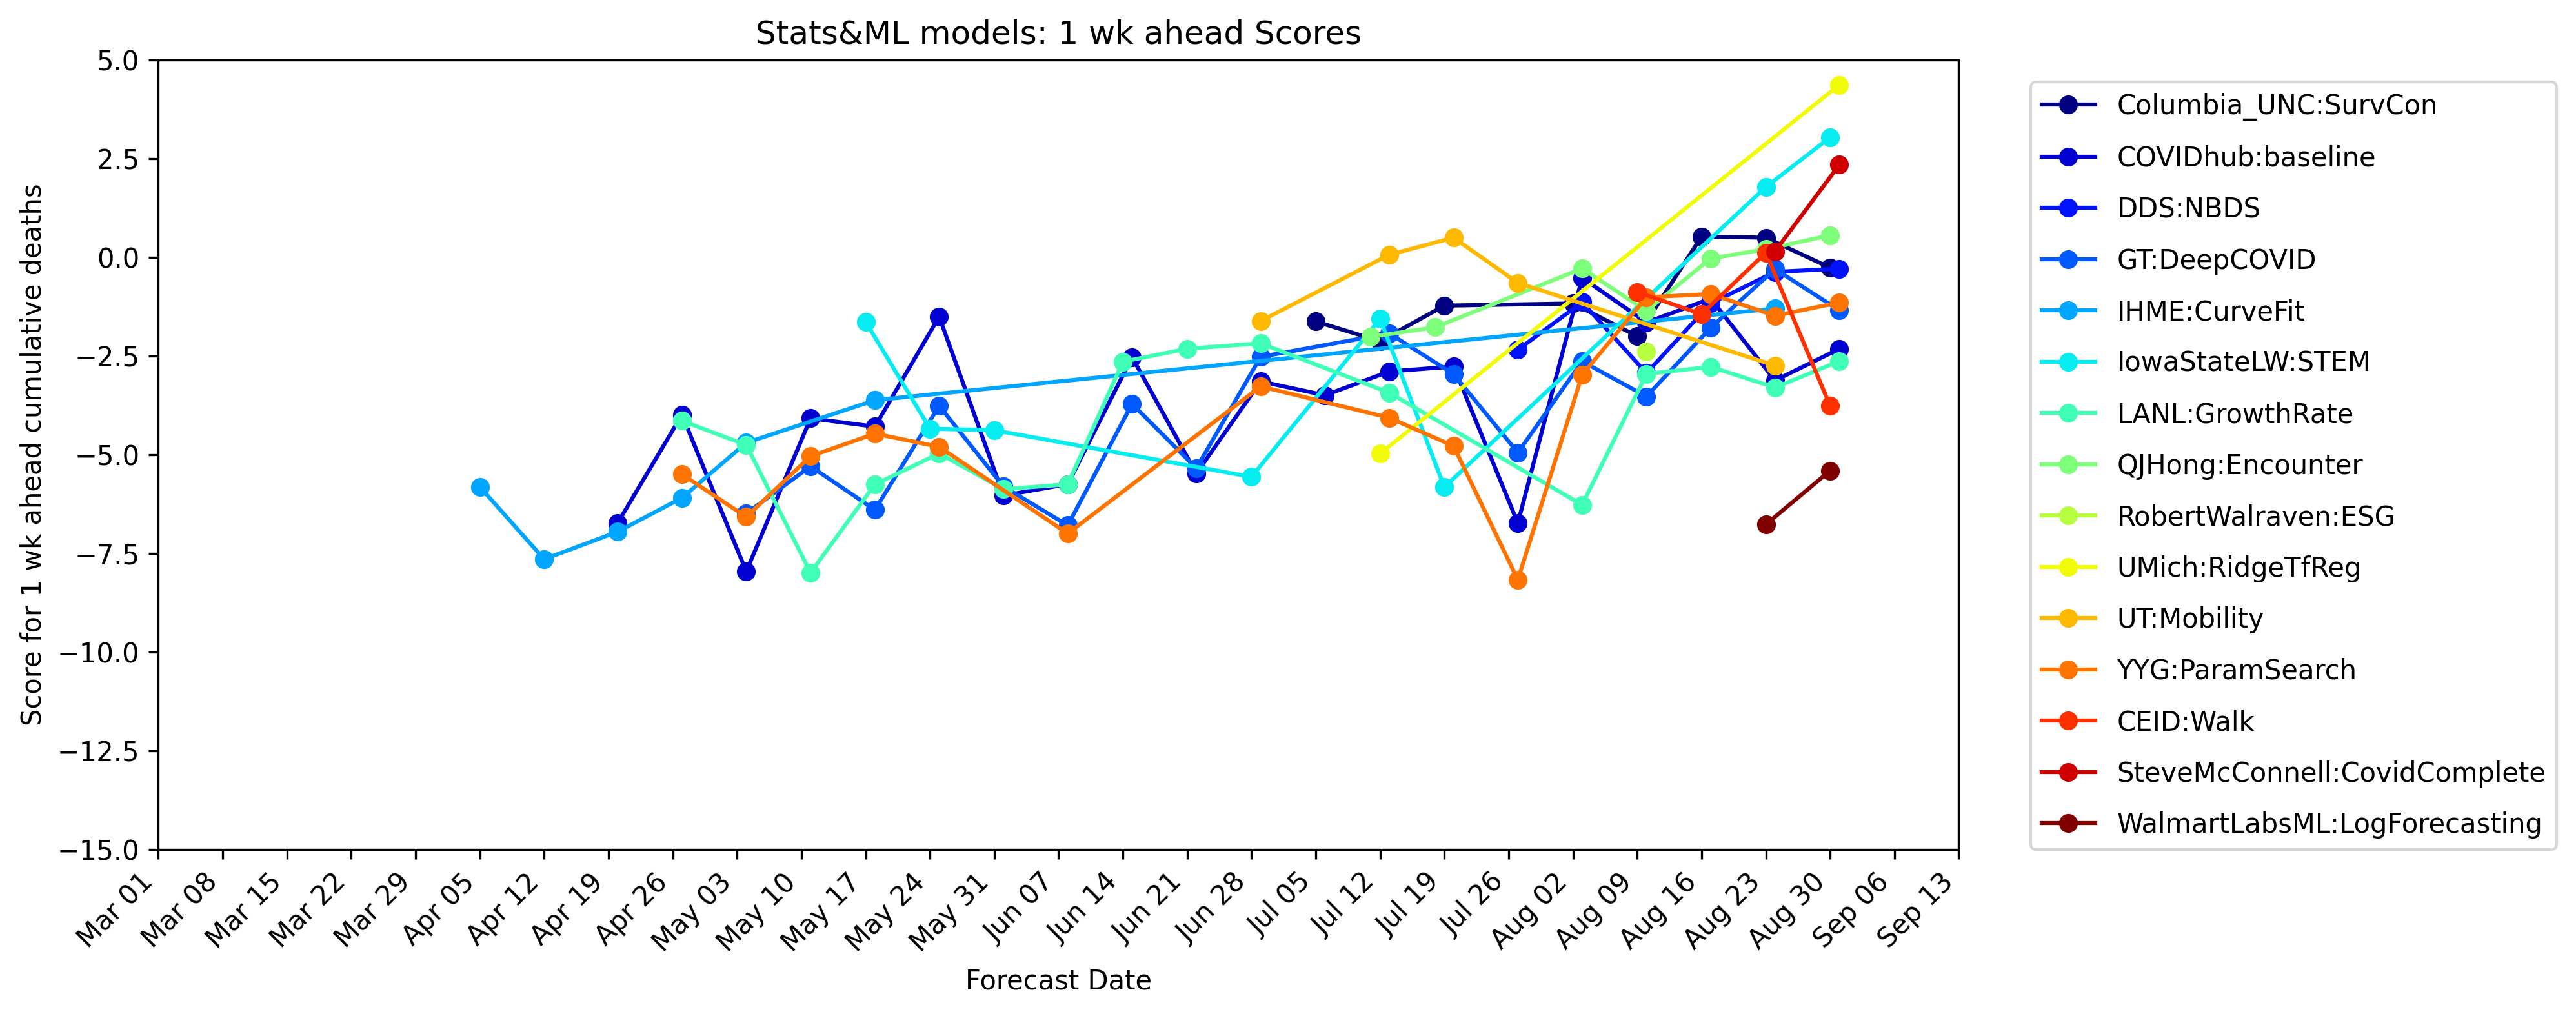 Stats&ML models: 1 wk ahead Scores
Score for 1 wk ahead cumulative deaths
5.0
2.5
0.0
−2.5
−5.0
−7.5
−10.0
−12.5
−15.0
Mar 01
Mar 08
Mar 15
Mar 22
Mar 29
Apr 05
Apr 12
Apr 19
Apr 26
May 03
May 10
May 17
May 24
May 31
Jun 07
Jun 14
Jun 21
Jun 28
Jul 05
Jul 12
Jul 19
Jul 26
Aug 02
Aug 09
Aug 16
Aug 23
Aug 30
Sep 06
Sep 13
Forecast Date
Columbia_UNC:SurvCon
COVIDhub:baseline
DDS:NBDS
GT:DeepCOVID
IHME:CurveFit
IowaStateLW:STEM
LANL:GrowthRate
QJHong:Encounter
RobertWalraven:ESG
UMich:RidgeTfReg
UT:Mobility
YYG:ParamSearch
CEID:Walk
SteveMcConnell:CovidComplete
WalmartLabsML:LogForecasting